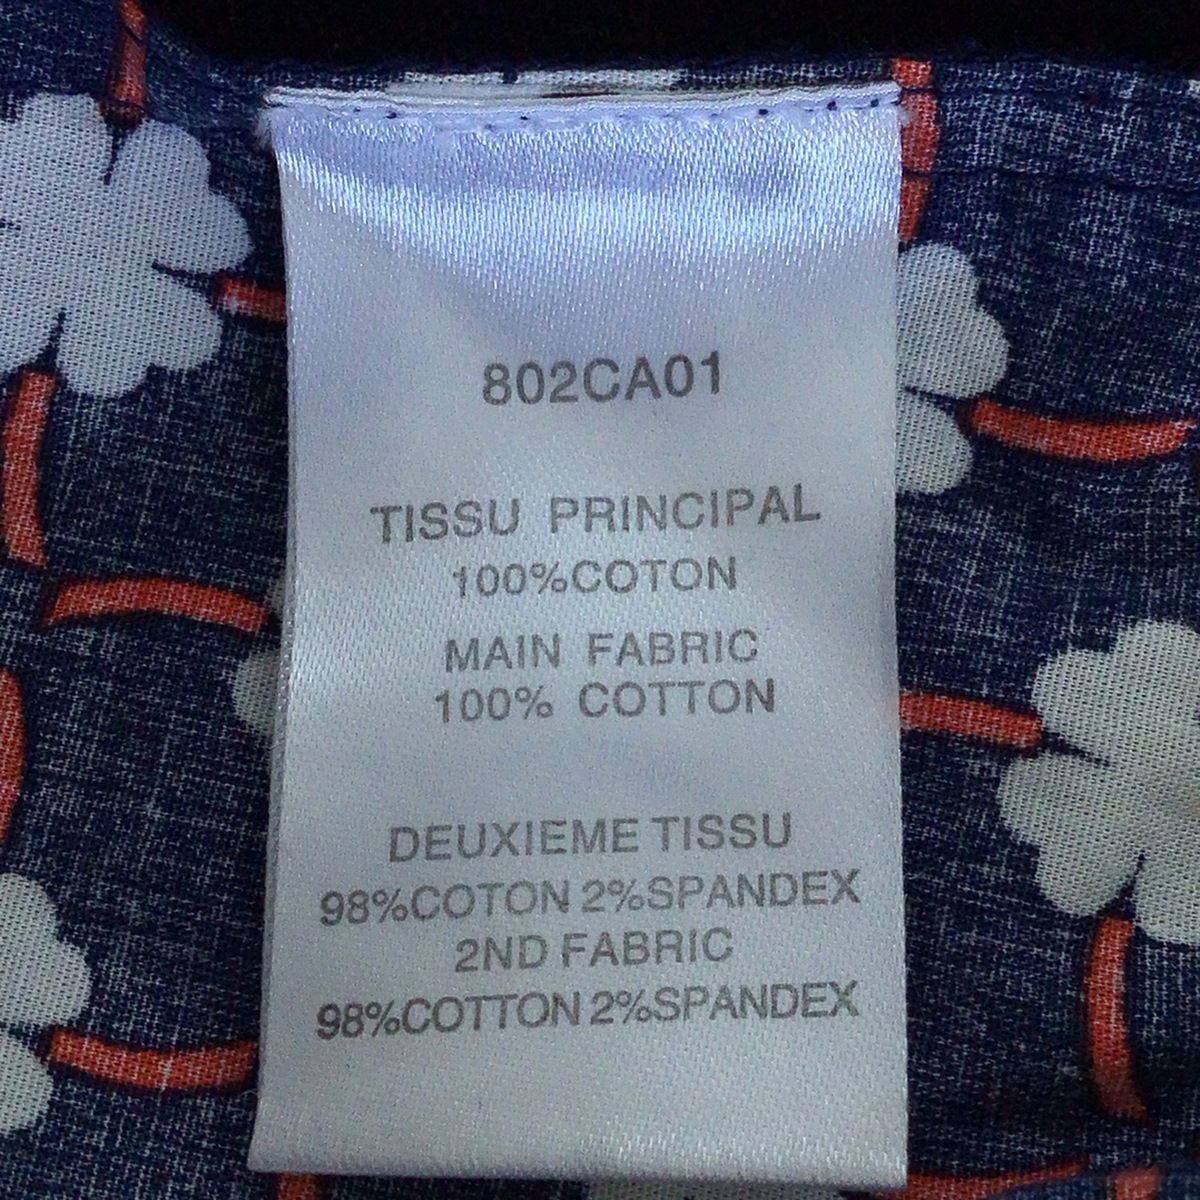 802CA01
TISSU PRINCIPAL
100%COTON
MAIN FABRIC
100% COTTON
DEUXIEME TISSU
98%COTON 2%SPANDEX
2ND FABRIC
98%COTTON 2%SPANDEX